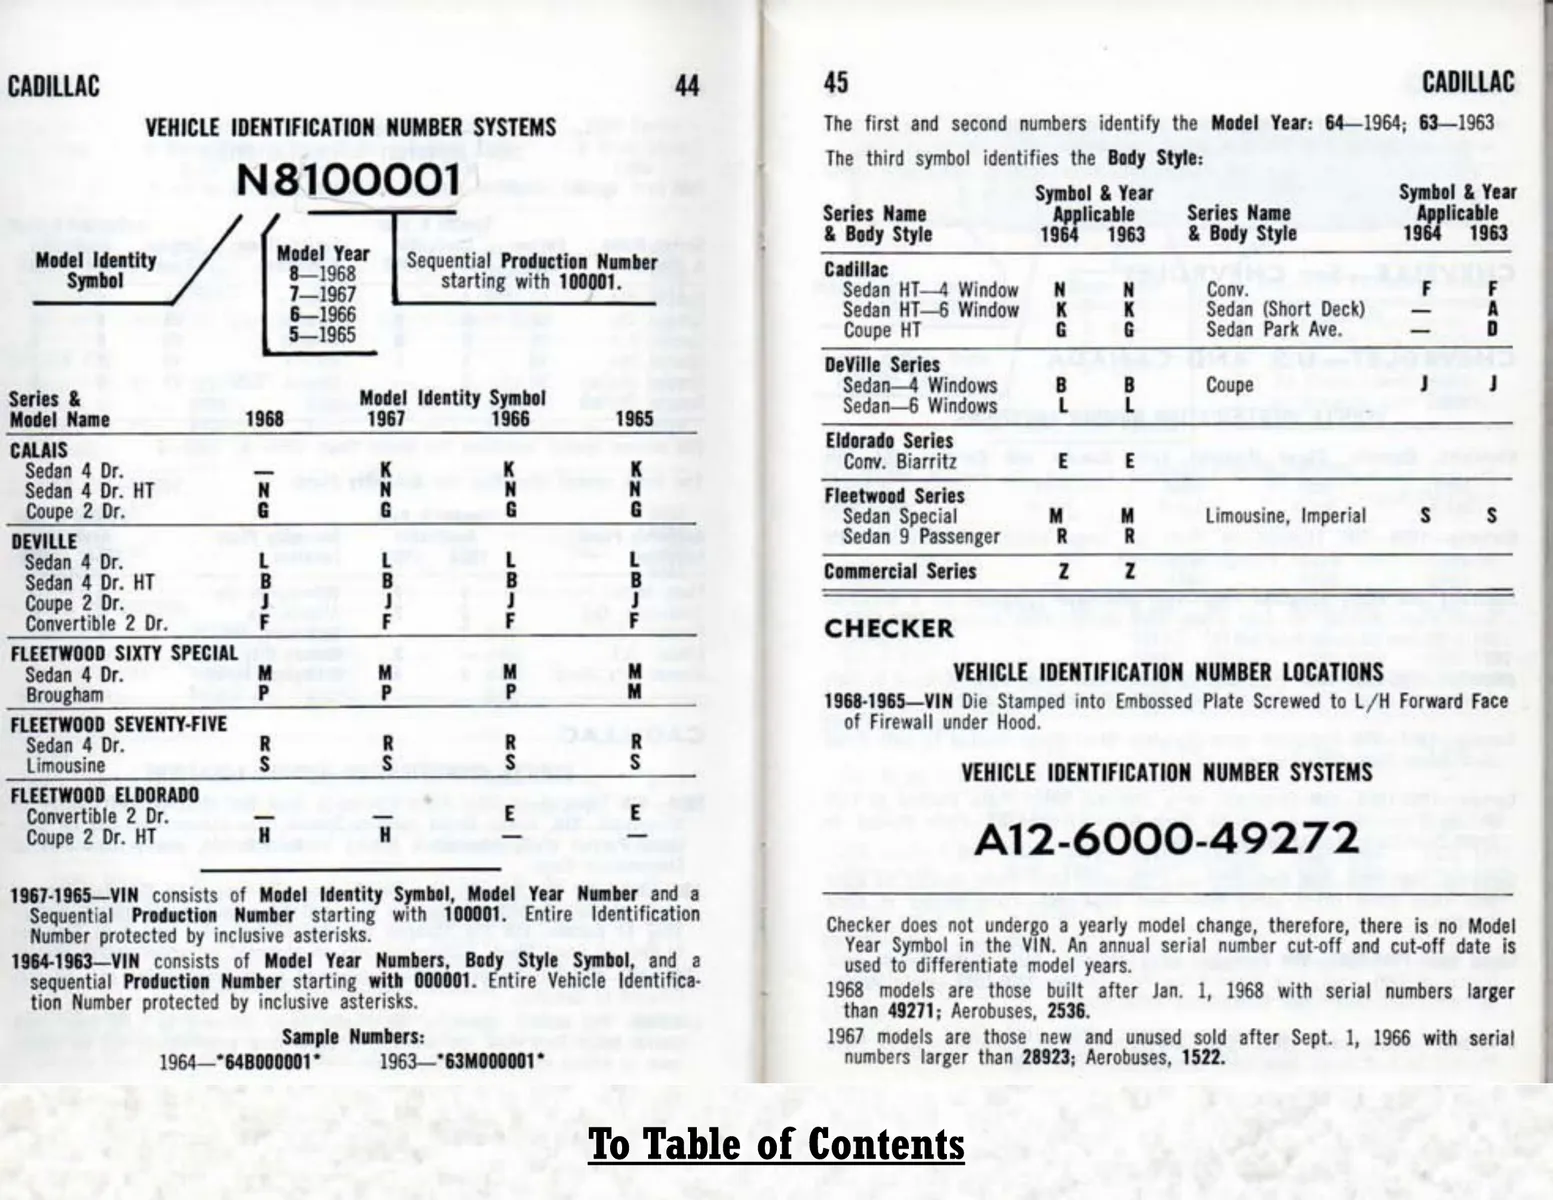 CADILLAC 44
VEHICLE IDENTIFICATION NUMBER SYSTEMS
N8100001
Model Identity
Symbol
Model Year
8—1968
7—1967
6—1966
5—1965
Sequential Production Number
starting with 100001.
Series & Model Identity Symbol
Model Name 1968 1967 1966 1965
CALAIS
Sedan 4 Dr. — K K K
Sedan 4 Dr. HT N N N N
Coupe 2 Dr. G G G G
DEVILLE
Sedan 4 Dr. L L L L
Sedan 4 Dr. HT B B B B
Coupe 2 Dr. J J J J
Convertible 2 Dr. F F F F
FLEETWOOD SIXTY SPECIAL
Sedan 4 Dr. M M M M
Brougham P P P M
FLEETWOOD SEVENTY-FIVE
Sedan 4 Dr. R R R R
Limousine S S S S
FLEETWOOD ELDORADO
Convertible 2 Dr. — — E E
Coupe 2 Dr. HT H H — —
1967-1965—VIN consists of Model Identity Symbol, Model Year Number and a
Sequential Production Number starting with 100001. Entire Identification
Number protected by inclusive asterisks.
1964-1963—VIN consists of Model Year Numbers, Body Style Symbol, and a
sequential Production Number starting with 000001. Entire Vehicle Identifica-
tion Number protected by inclusive asterisks.
Sample Numbers:
1964—*64B000001* 1963—*63M000001*
45 CADILLAC
The first and second numbers identify the Model Year: 64—1964; 63—1963
The third symbol identifies the Body Style:
Symbol & Year Symbol & Year
Series Name Applicable Series Name Applicable
& Body Style 1964 1963 & Body Style 1964 1963
Cadillac
Sedan HT—4 Window N N Conv. F F
Sedan HT—6 Window K K Sedan (Short Deck) — A
Coupe HT G G Sedan Park Ave. — D
DeVille Series
Sedan—4 Windows B B Coupe J J
Sedan—6 Windows L L
Eldorado Series
Conv. Biarritz E E
Fleetwood Series
Sedan Special M M Limousine, Imperial S S
Sedan 9 Passenger R R
Commercial Series Z Z
CHECKER
VEHICLE IDENTIFICATION NUMBER LOCATIONS
1968-1965—VIN Die Stamped into Embossed Plate Screwed to L/H Forward Face
of Firewall under Hood.
VEHICLE IDENTIFICATION NUMBER SYSTEMS
A12-6000-49272
Checker does not undergo a yearly model change, therefore, there is no Model
Year Symbol in the VIN. An annual serial number cut-off and cut-off date is
used to differentiate model years.
1968 models are those built after Jan. 1, 1968 with serial numbers larger
than 49271; Aerobuses, 2536.
1967 models are those new and unused sold after Sept. 1, 1966 with serial
numbers larger than 28923; Aerobuses, 1522.
To Table of Contents